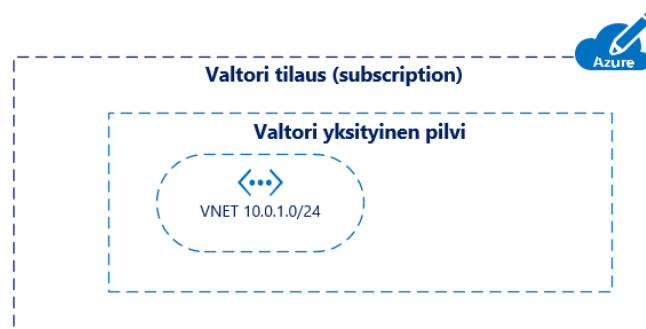 Azure
Valtori tilaus (subscription)
Valtori yksityinen pilvi
VNET 10.0.1.0/24